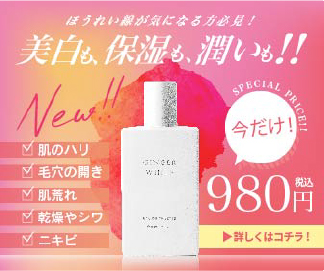 ほうれい線が気になる方必見！
美白も、保湿も、潤いも!!
New!!
SPECIAL PRICE!!
今だけ！
肌のハリ
毛穴の開き
肌荒れ
乾燥やシワ
ニキビ
GINGER
WHITE
980円
税込
▶詳しくはコチラ！